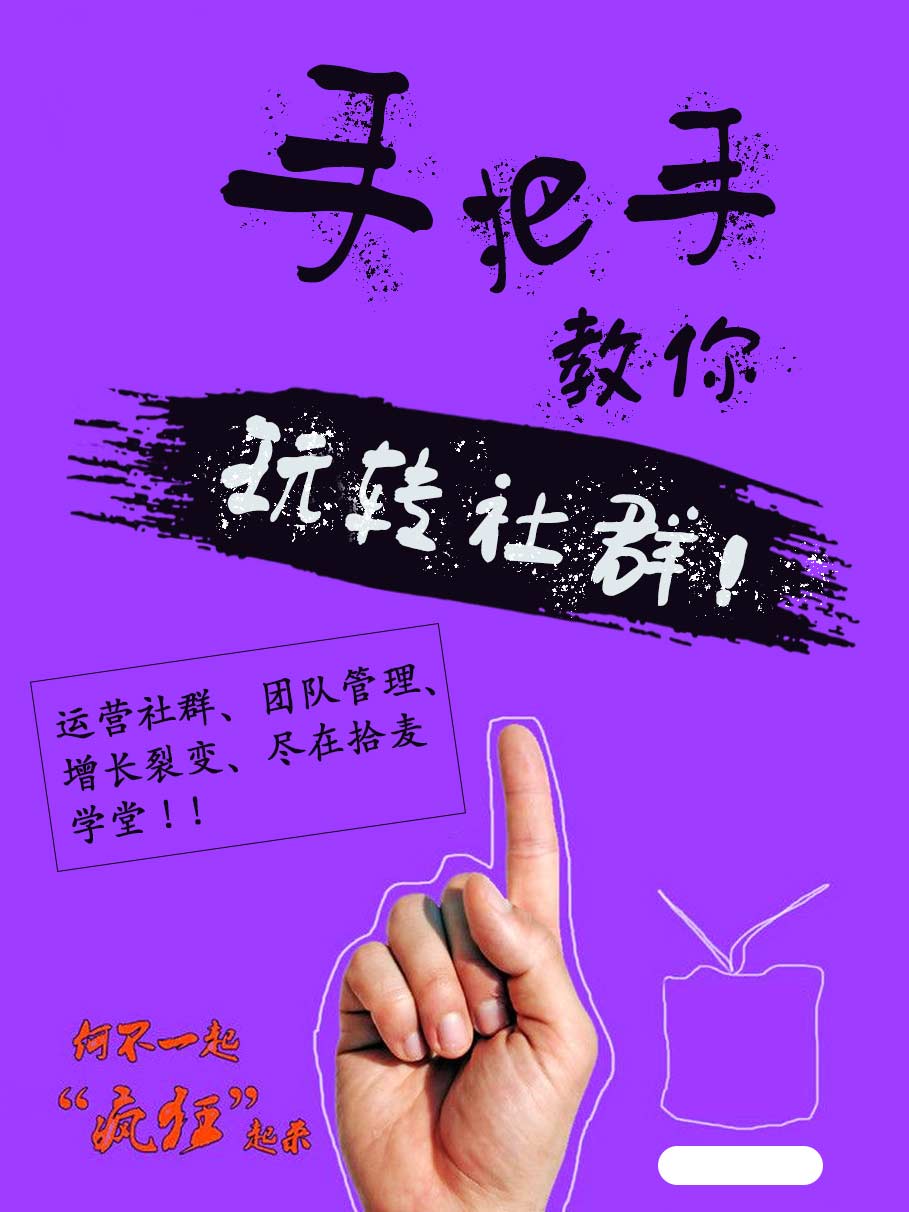 手把手
教你
玩转社群!
运营社群、团队管理、
增长裂变、尽在拾麦
学堂！！
何不一起
“疯狂”起来